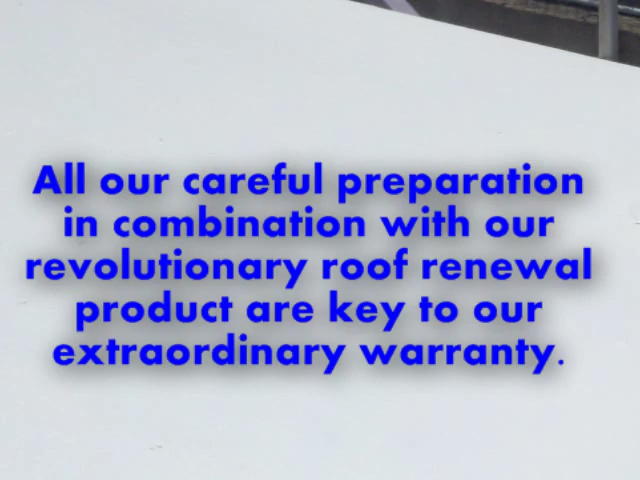 All our careful preparation
in combination with our
revolutionary roof renewal
product are key to our
extraordinary warranty.